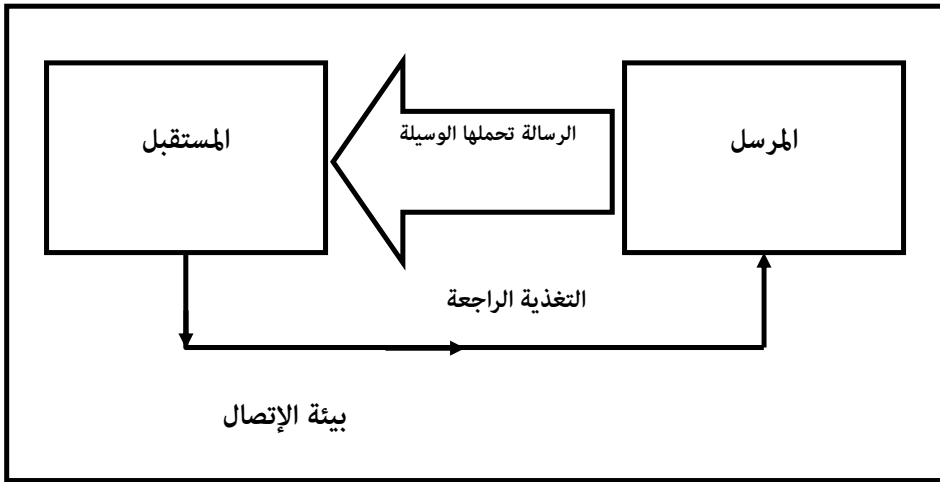 المرسل
الرسالة تحملها الوسيلة
المستقبل
التغذية الراجعة
بيئة الإتصال